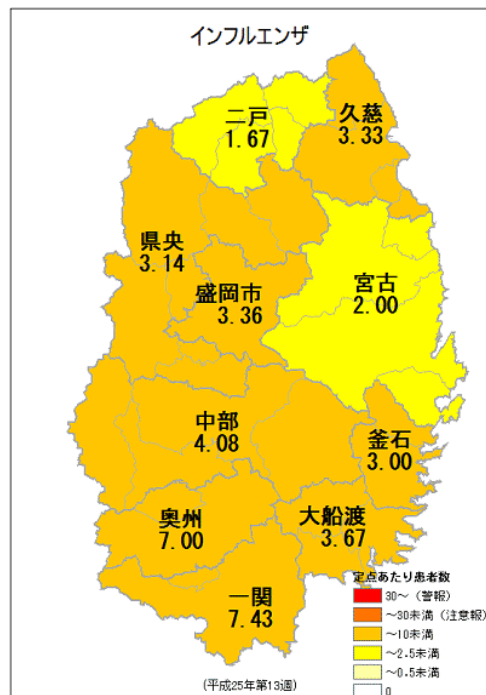 インフルエンザ
二戸
1.67
久慈
3.33
県央
3.14
盛岡市
3.36
宮古
2.00
中部
4.08
釜石
3.00
奥州
7.00
大船渡
3.67
一関
7.43
定点あたり患者数
30～（警報）
～30未満（注意報）
～10未満
～2.5未満
～0.5未満
0
(平成25年第13週)